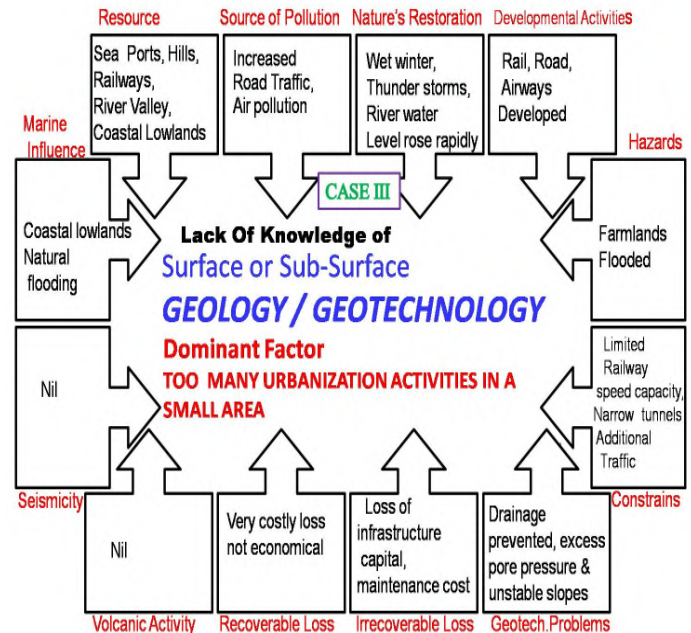 Resource
Source of Pollution
Nature's Restoration
Developmental Activities
Sea Ports, Hills,
Railways,
River Valley,
Coastal Lowlands
Increased
Road Traffic,
Air pollution
Wet winter,
Thunder storms,
River water
Level rose rapidly
Rail, Road,
Airways
Developed
Marine
Influence
Hazards
CASE III
Coastal lowlands
Natural
flooding
Lack Of Knowledge of
Surface or Sub-Surface
GEOLOGY / GEOTECHNOLOGY
Dominant Factor
TOO MANY URBANIZATION ACTIVITIES IN A
SMALL AREA
Farmlands
Flooded
Nil
Seismicity
Limited
Railway
speed capacity,
Narrow tunnels
Additional
Traffic
Constrains
Nil
Very costly loss
not economical
Loss of
infrastructure
capital,
maintenance cost
Drainage
prevented, excess
pore pressure &
unstable slopes
Volcanic Activity
Recoverable Loss
Irrecoverable Loss
Geotech.Problems